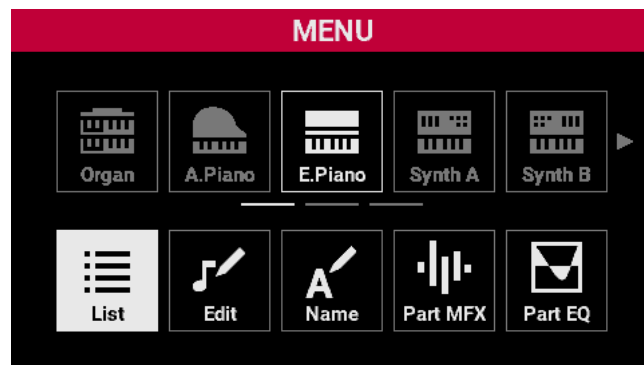 MENU
Organ A.Piano E.Piano Synth A Synth B
List Edit Name Part MFX Part EQ